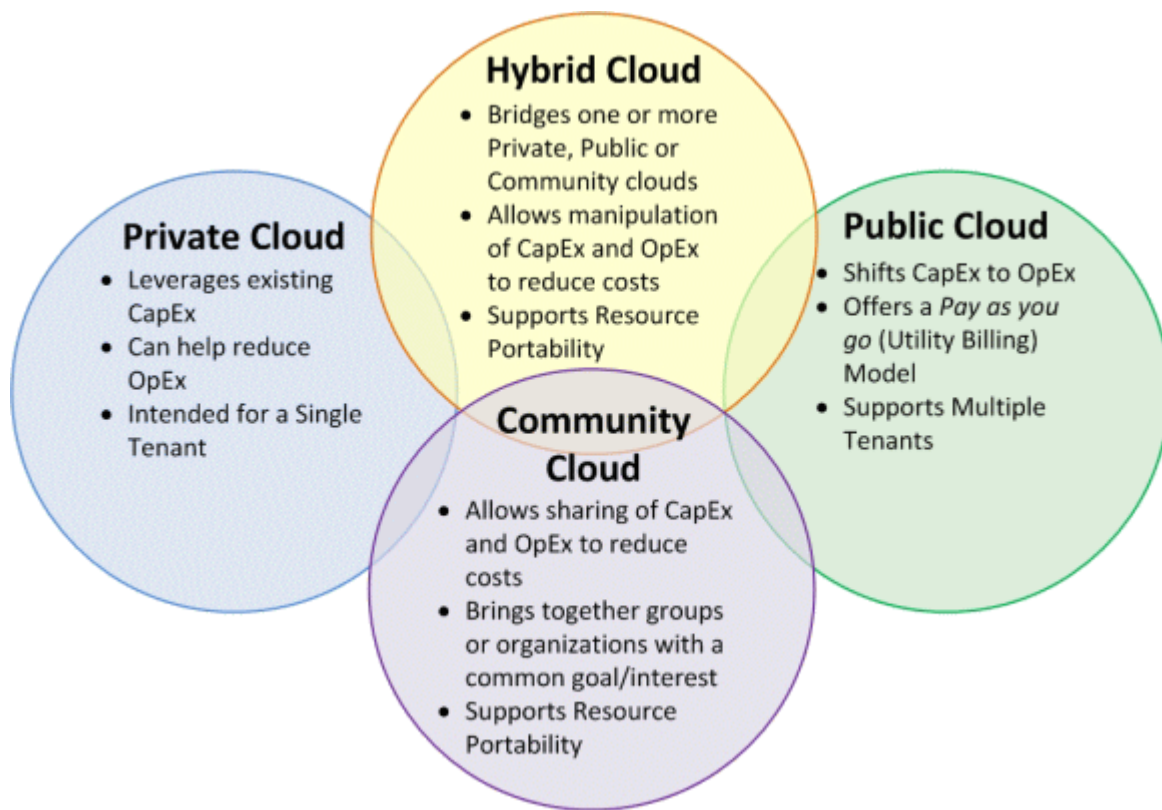 Hybrid Cloud
• Bridges one or more
Private, Public or
Community clouds
• Allows manipulation
of CapEx and OpEx
to reduce costs
• Supports Resource
Portability
Private Cloud
• Leverages existing
CapEx
• Can help reduce
OpEx
• Intended for a Single
Tenant
Public Cloud
• Shifts CapEx to OpEx
• Offers a Pay as you
go (Utility Billing)
Model
• Supports Multiple
Tenants
Community
Cloud
• Allows sharing of CapEx
and OpEx to reduce
costs
• Brings together groups
or organizations with a
common goal/interest
• Supports Resource
Portability